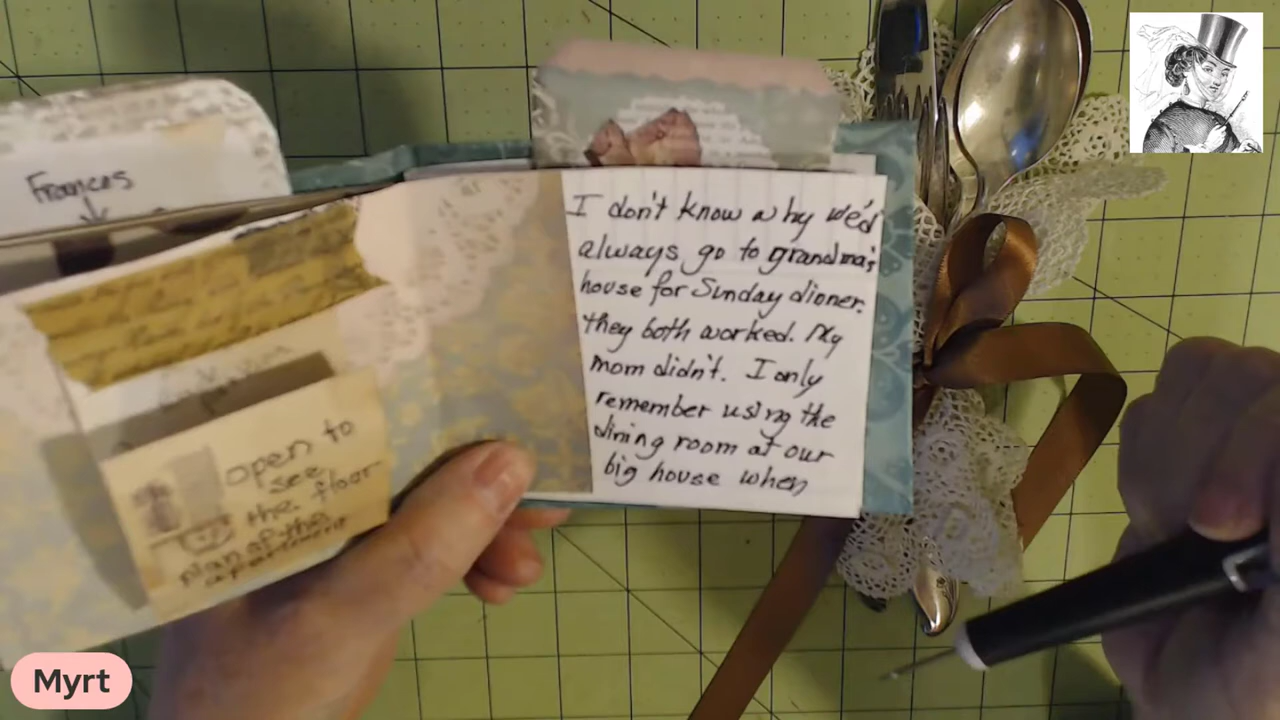 Frances
I don't know why we'd
always go to grandma's
house for Sunday dinner.
they both worked. My
mom didn't. I only
remember using the
dining room at our
big house when
open to
see
the floor-
plan of the
apartment
Myrt